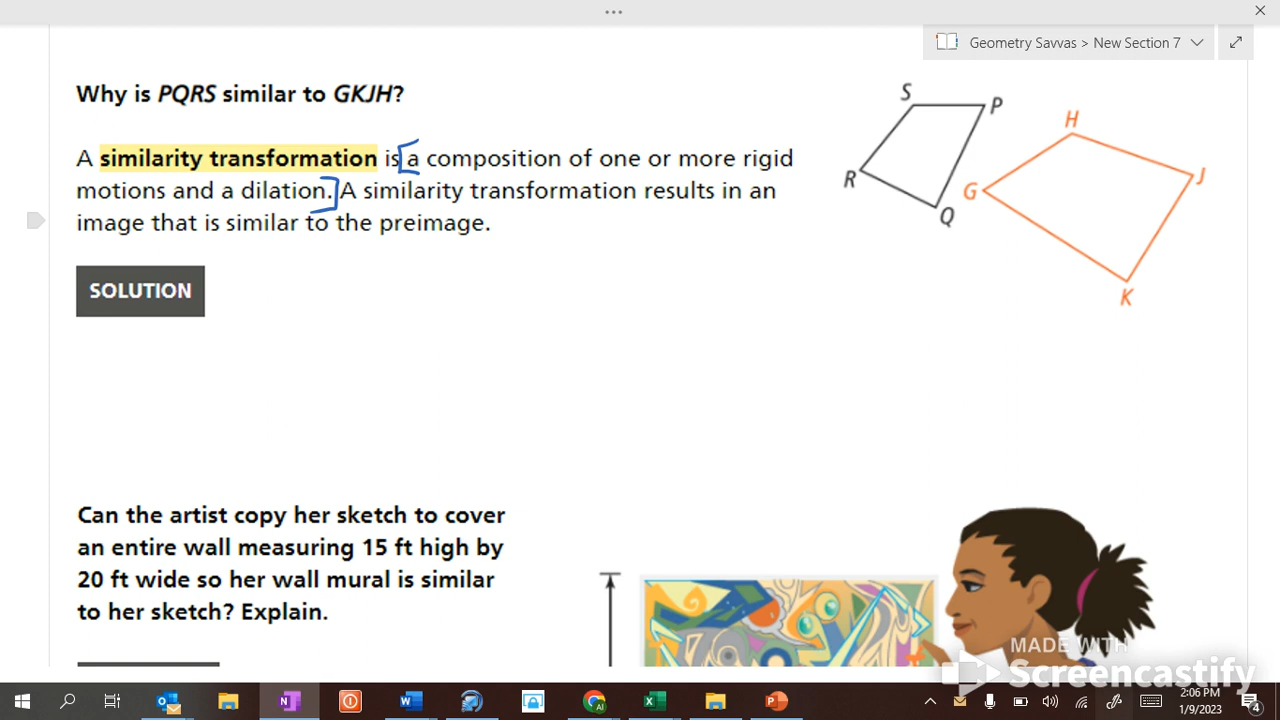 ...
Geometry Savvas > New Section 7
Why is PQRS similar to GKJH?
A similarity transformation is a composition of one or more rigid
motions and a dilation. A similarity transformation results in an
image that is similar to the preimage.
S
P
R
Q
H
J
G
K
SOLUTION
Can the artist copy her sketch to cover
an entire wall measuring 15 ft high by
20 ft wide so her wall mural is similar
to her sketch? Explain.
MADE WITH
Screencastify
2:06 PM
1/9/2023
4